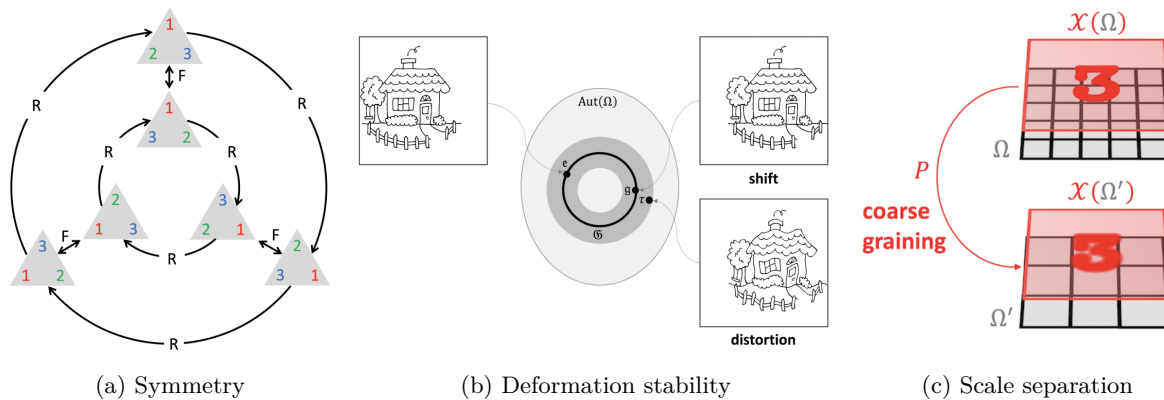 1
2 3
F
1
3 2
R
R
R
R
2
1 3
3
2 1
R
F
F
3
1 2
2
3 1
R
(a) Symmetry
Aut(Ω)
e
g
τ
𝔊
shift
distortion
(b) Deformation stability
𝒳(Ω)
3
Ω
P
coarse
graining
𝒳(Ω′)
3
Ω′
(c) Scale separation